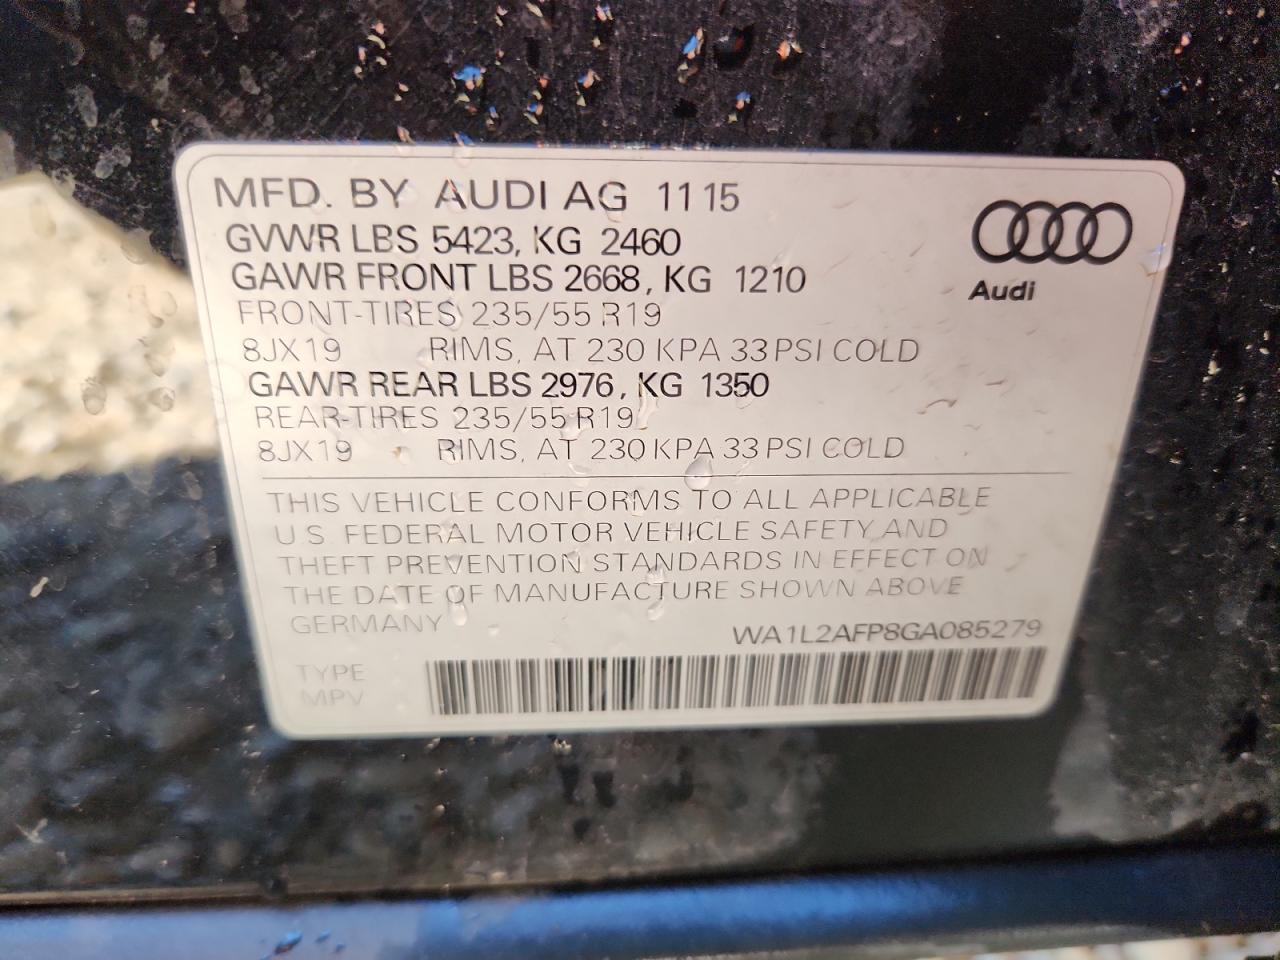 MFD. BY AUDI AG 11 15
GVWR LBS 5423, KG 2460
GAWR FRONT LBS 2668, KG 1210
FRONT-TIRES 235/55 R19
8JX19 RIMS, AT 230 KPA 33 PSI COLD
GAWR REAR LBS 2976, KG 1350
REAR-TIRES 235/55 R19
8JX19 RIMS, AT 230 KPA 33 PSI COLD
Audi
THIS VEHICLE CONFORMS TO ALL APPLICABLE
U.S. FEDERAL MOTOR VEHICLE SAFETY AND
THEFT PREVENTION STANDARDS IN EFFECT ON
THE DATE OF MANUFACTURE SHOWN ABOVE
GERMANY
WA1L2AFP8GA085279
TYPE
MPV